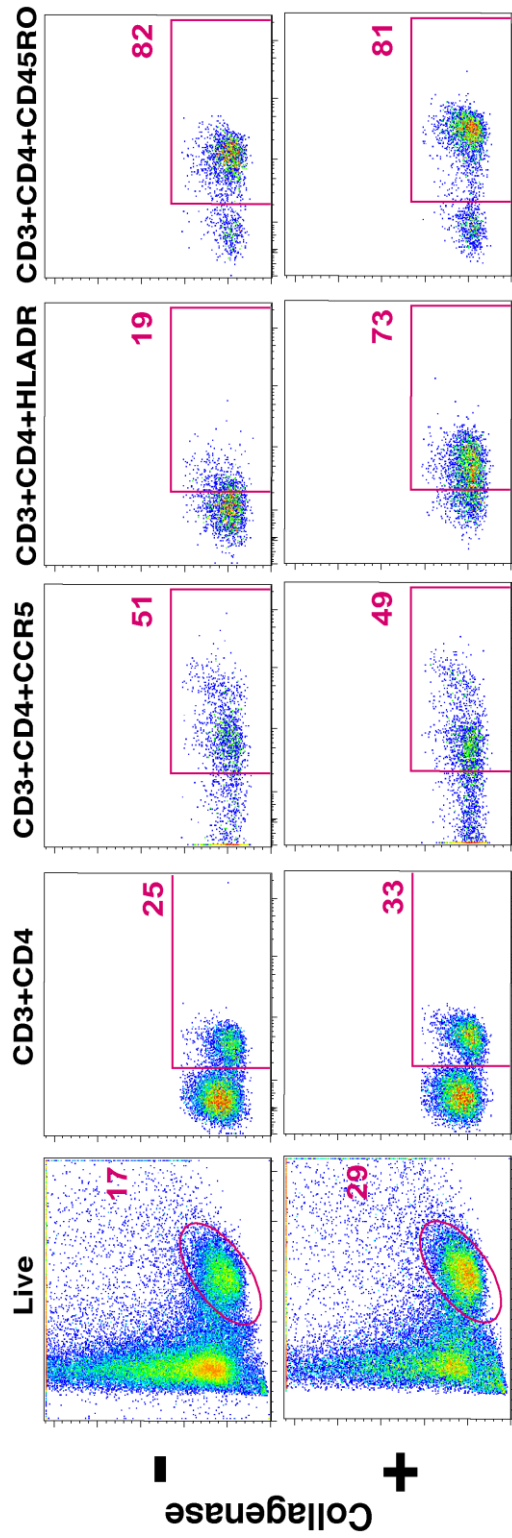 Live
CD3+CD4
CD3+CD4+CCR5
CD3+CD4+HLADR
CD3+CD4+CD45RO
Collagenase
-
17
25
51
19
82
+
29
33
49
73
81